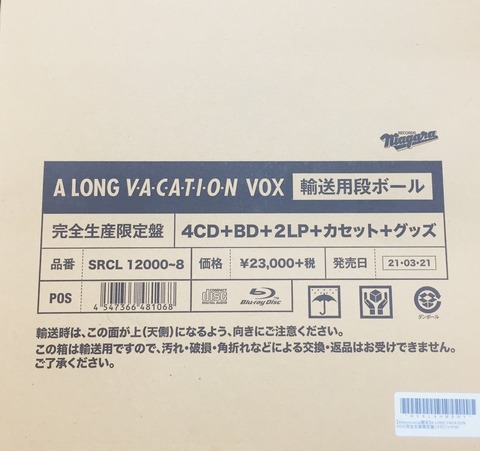 RECORDS
Niagara
A LONG V·A·C·A·T·I·O·N VOX 輸送用段ボール
完全生産限定盤 4CD+BD+2LP+カセット+グッズ
品番 SRCL 12000~8 価格 ¥23,000+税 発売日 21·03·21
POS 4 547366 481068 COMPACT disc DIGITAL AUDIO Blu-ray Disc ダンボール
輸送時は、この面が上(天側)になるよう、向きにご注意ください。
この箱は輸送用ですので、汚れ・破損・角折れなどによる交換・返品はお受けできません。
ご了承ください。